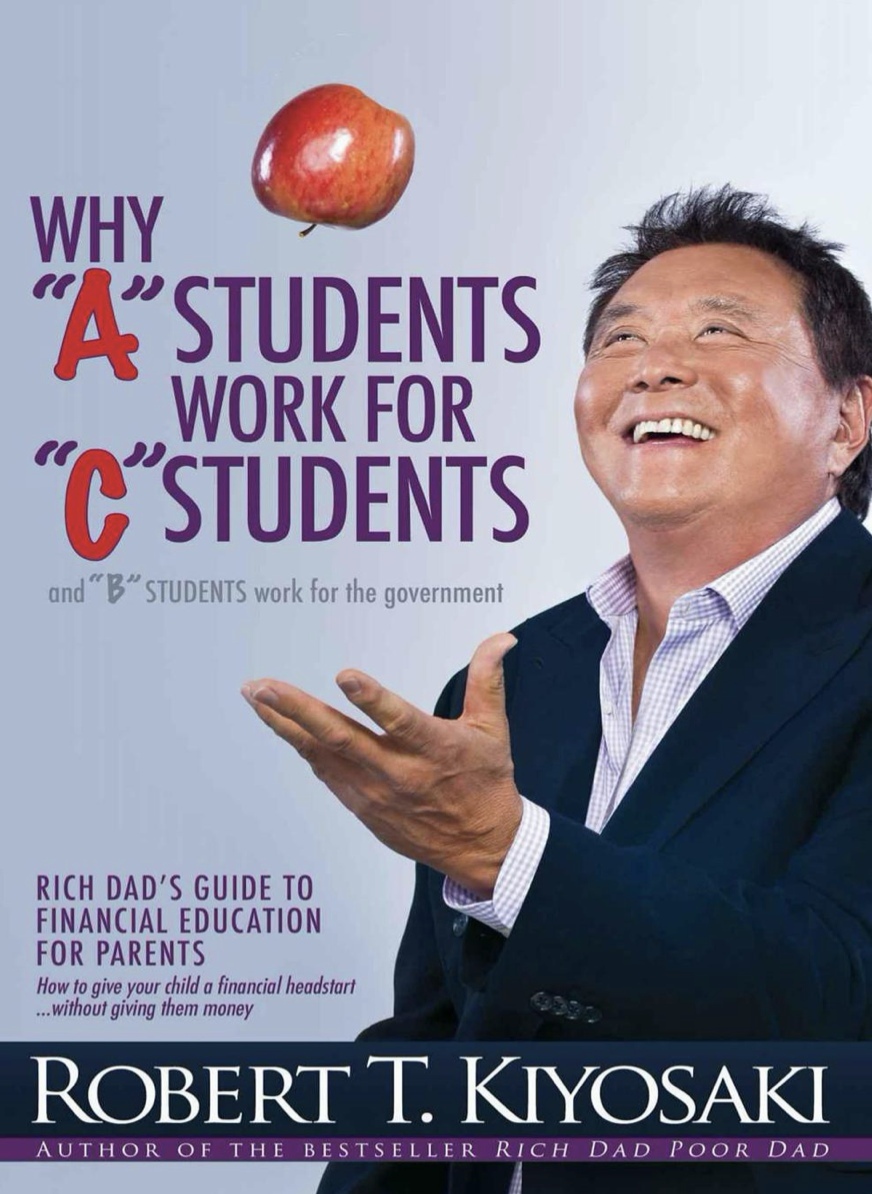 WHY
"A" STUDENTS
WORK FOR
"C" STUDENTS
and "B" STUDENTS work for the government
RICH DAD'S GUIDE TO
FINANCIAL EDUCATION
FOR PARENTS
How to give your child a financial headstart
...without giving them money
ROBERT T. KIYOSAKI
AUTHOR OF THE BESTSELLER RICH DAD POOR DAD